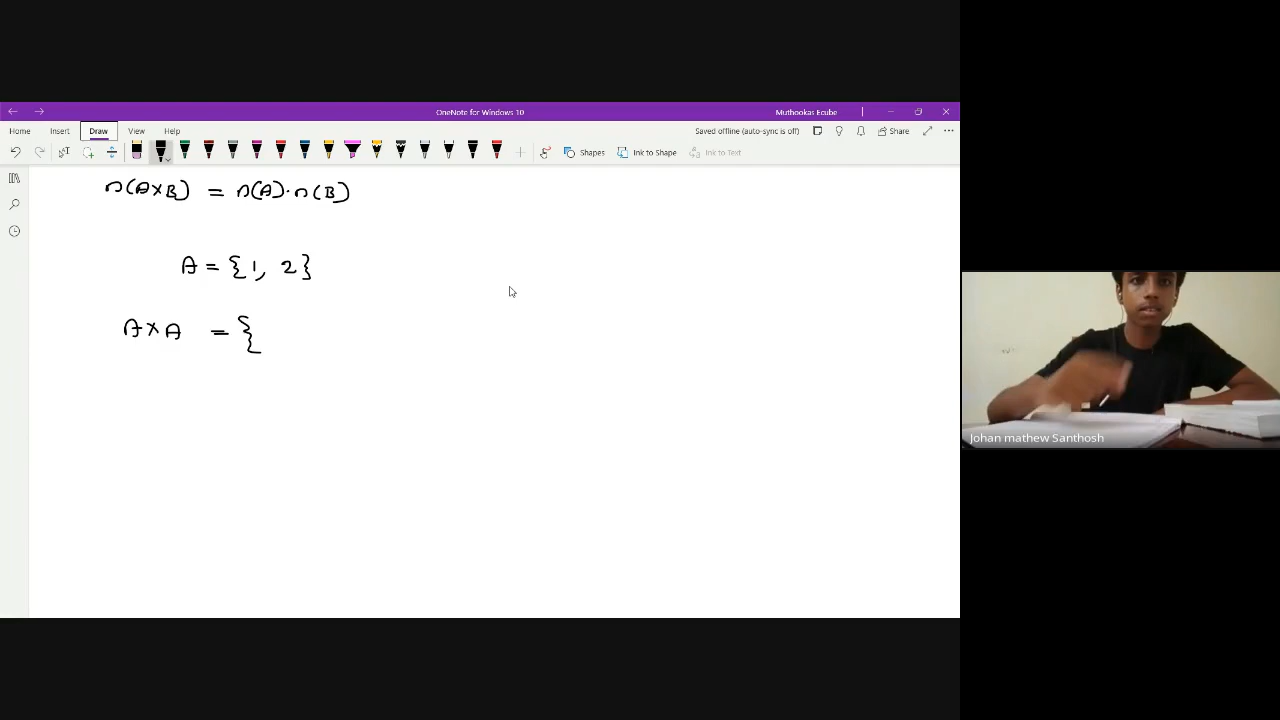 OneNote for Windows 10
Muthookas Ecube
Home Insert Draw View Help
Saved offline (auto-sync is off)
Share
Shapes
Ink to Shape
Ink to Text
n(A×B) = n(A)·n(B)
A = {1, 2}
A×A = {
Johan mathew Santhosh